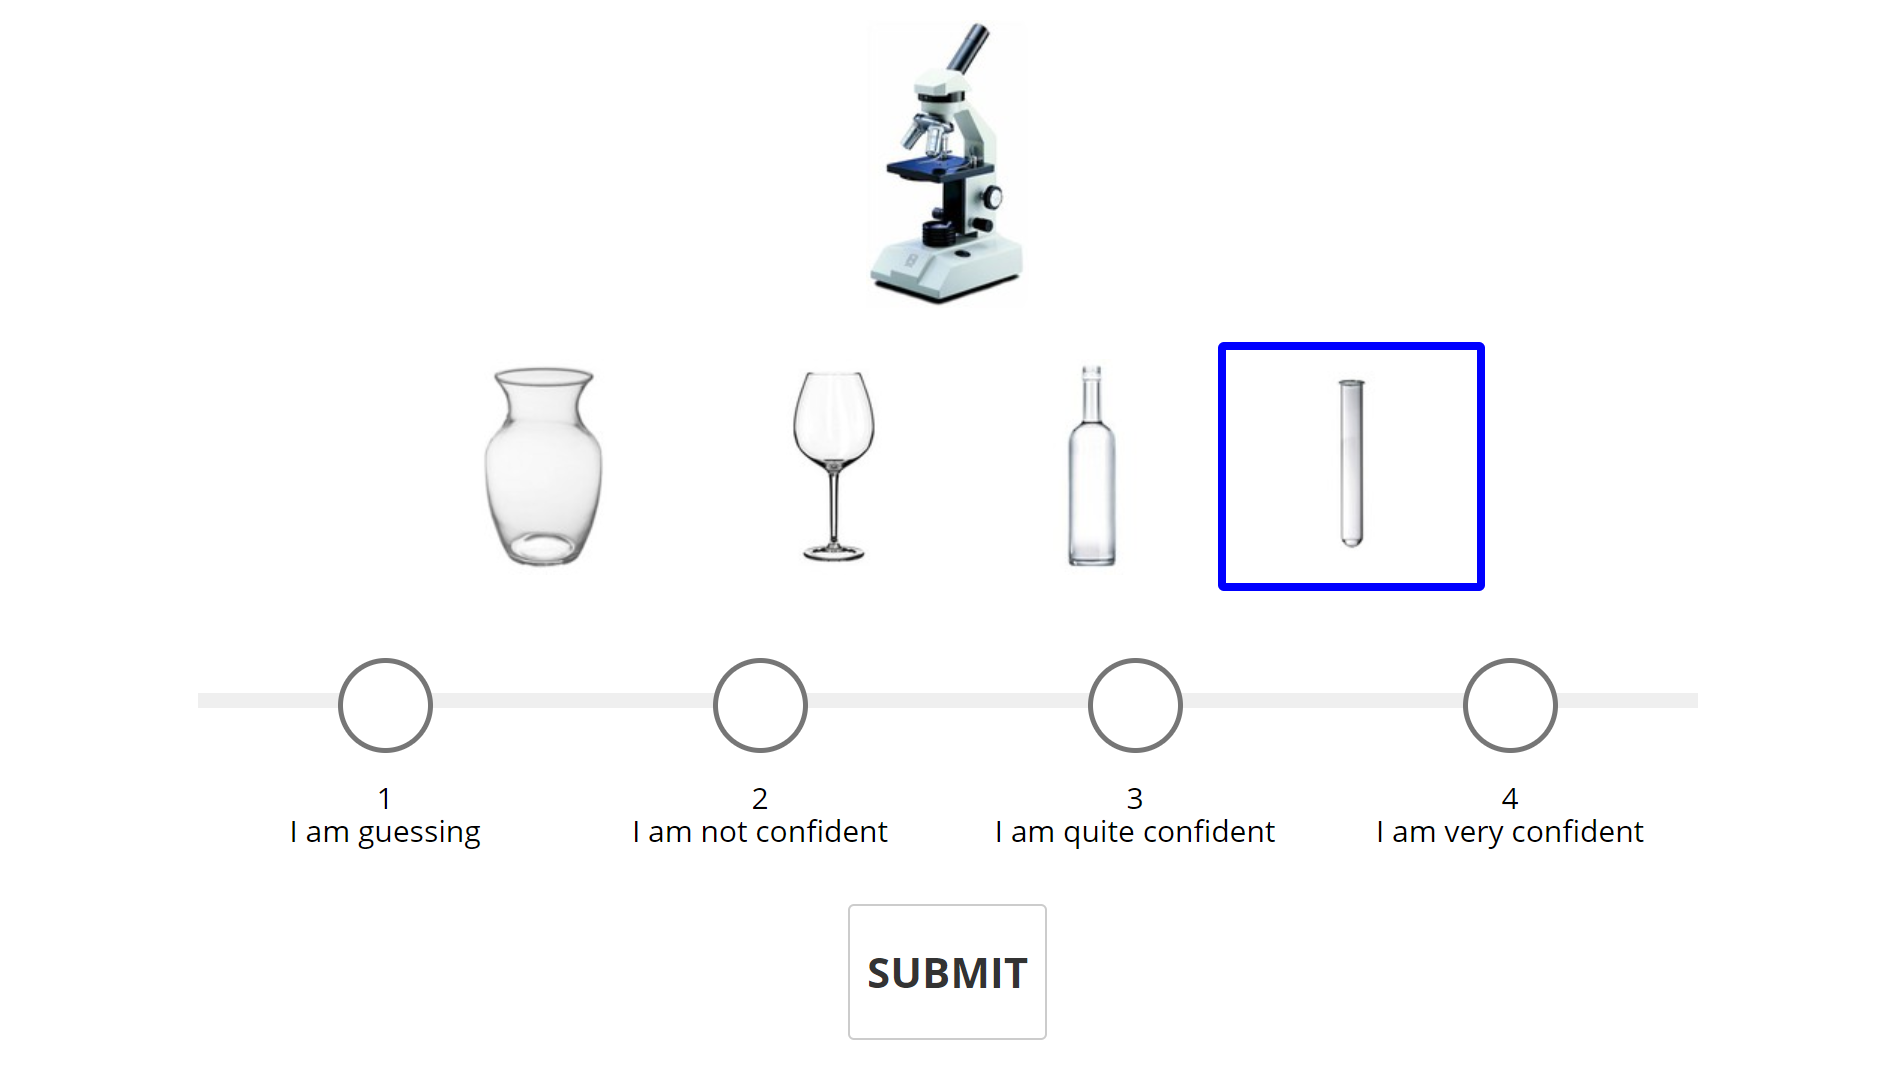 1
I am guessing
2
I am not confident
3
I am quite confident
4
I am very confident
SUBMIT